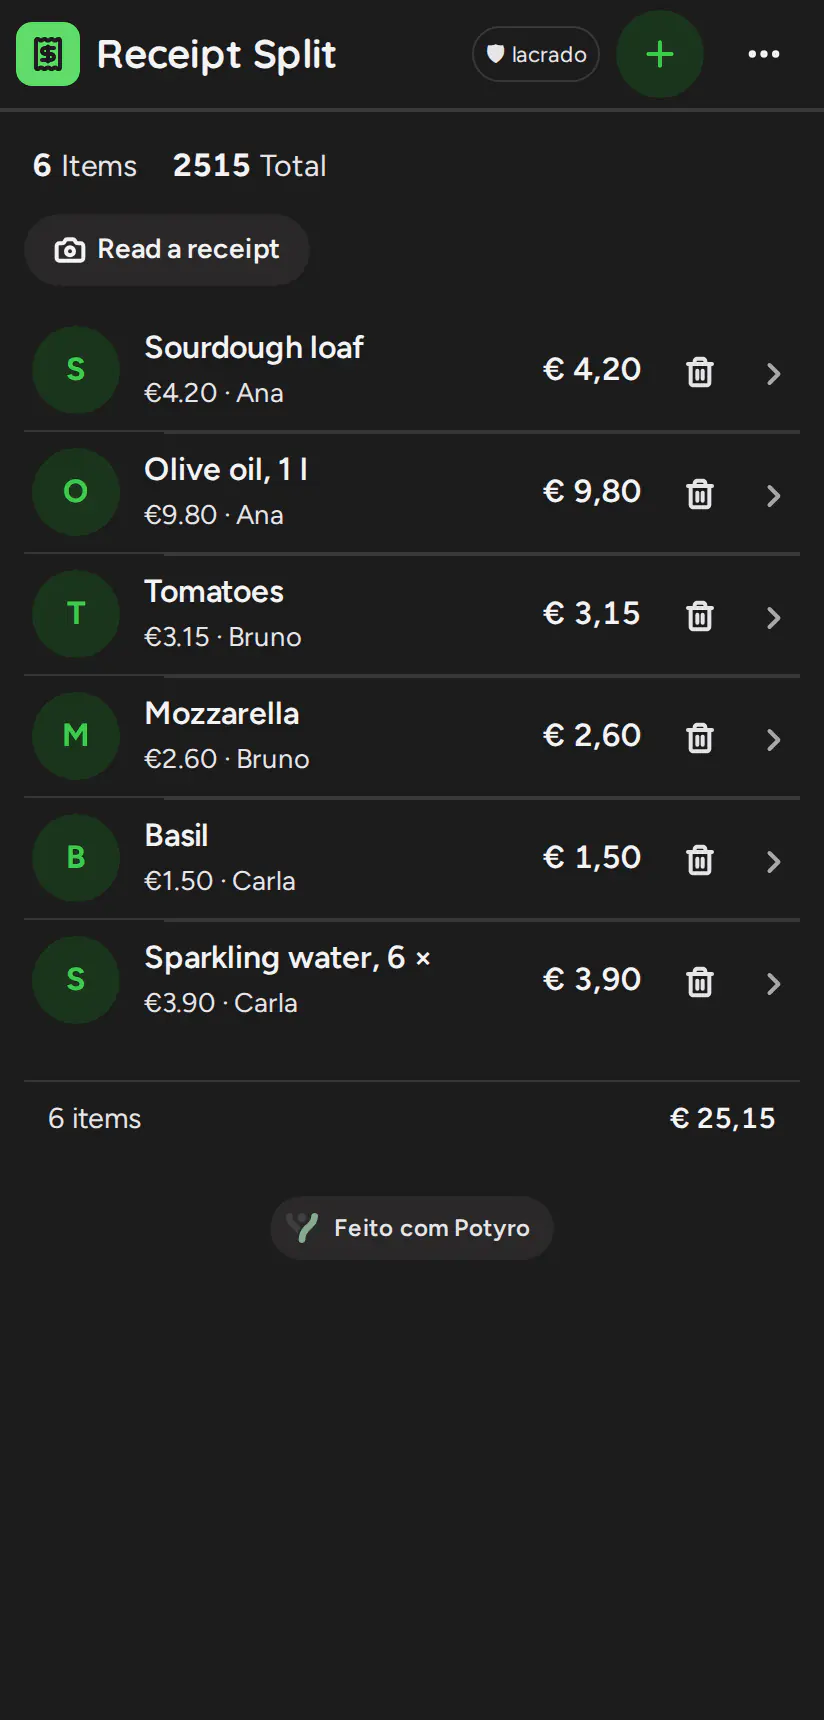 Receipt Split
lacrado
6 Items 2515 Total
Read a receipt
S
Sourdough loaf
€4.20 · Ana
€ 4,20
O
Olive oil, 1 l
€9.80 · Ana
€ 9,80
T
Tomatoes
€3.15 · Bruno
€ 3,15
M
Mozzarella
€2.60 · Bruno
€ 2,60
B
Basil
€1.50 · Carla
€ 1,50
S
Sparkling water, 6 ×
€3.90 · Carla
€ 3,90
6 items
€ 25,15
Feito com Potyro